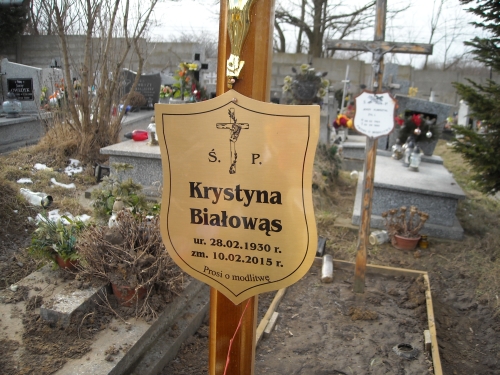 Ś. P.
Krystyna
Białowąs
ur. 28.02.1930 r.
zm. 10.02.2015 r.
Prosi o modlitwę